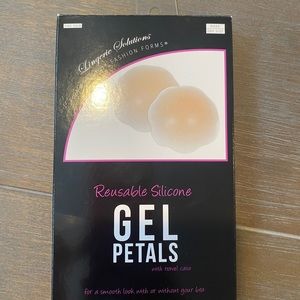 Lingerie Solutions
FASHION FORMS®
Reusable Silicone
GEL
PETALS
with travel case
for a smooth look with or without your bra